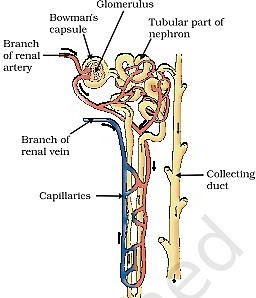 Glomerulus
Bowman's
capsule
Tubular part of
nephron
Branch
of renal
artery
Branch of
renal vein
Capillaries
Collecting
duct